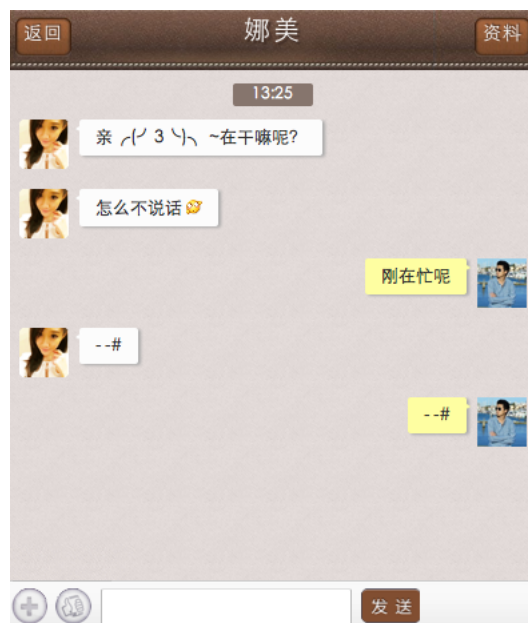 返回
娜美
资料
13:25
亲╭(╯3╰)╮~在干嘛呢?
怎么不说话
刚在忙呢
--#
--#
发送